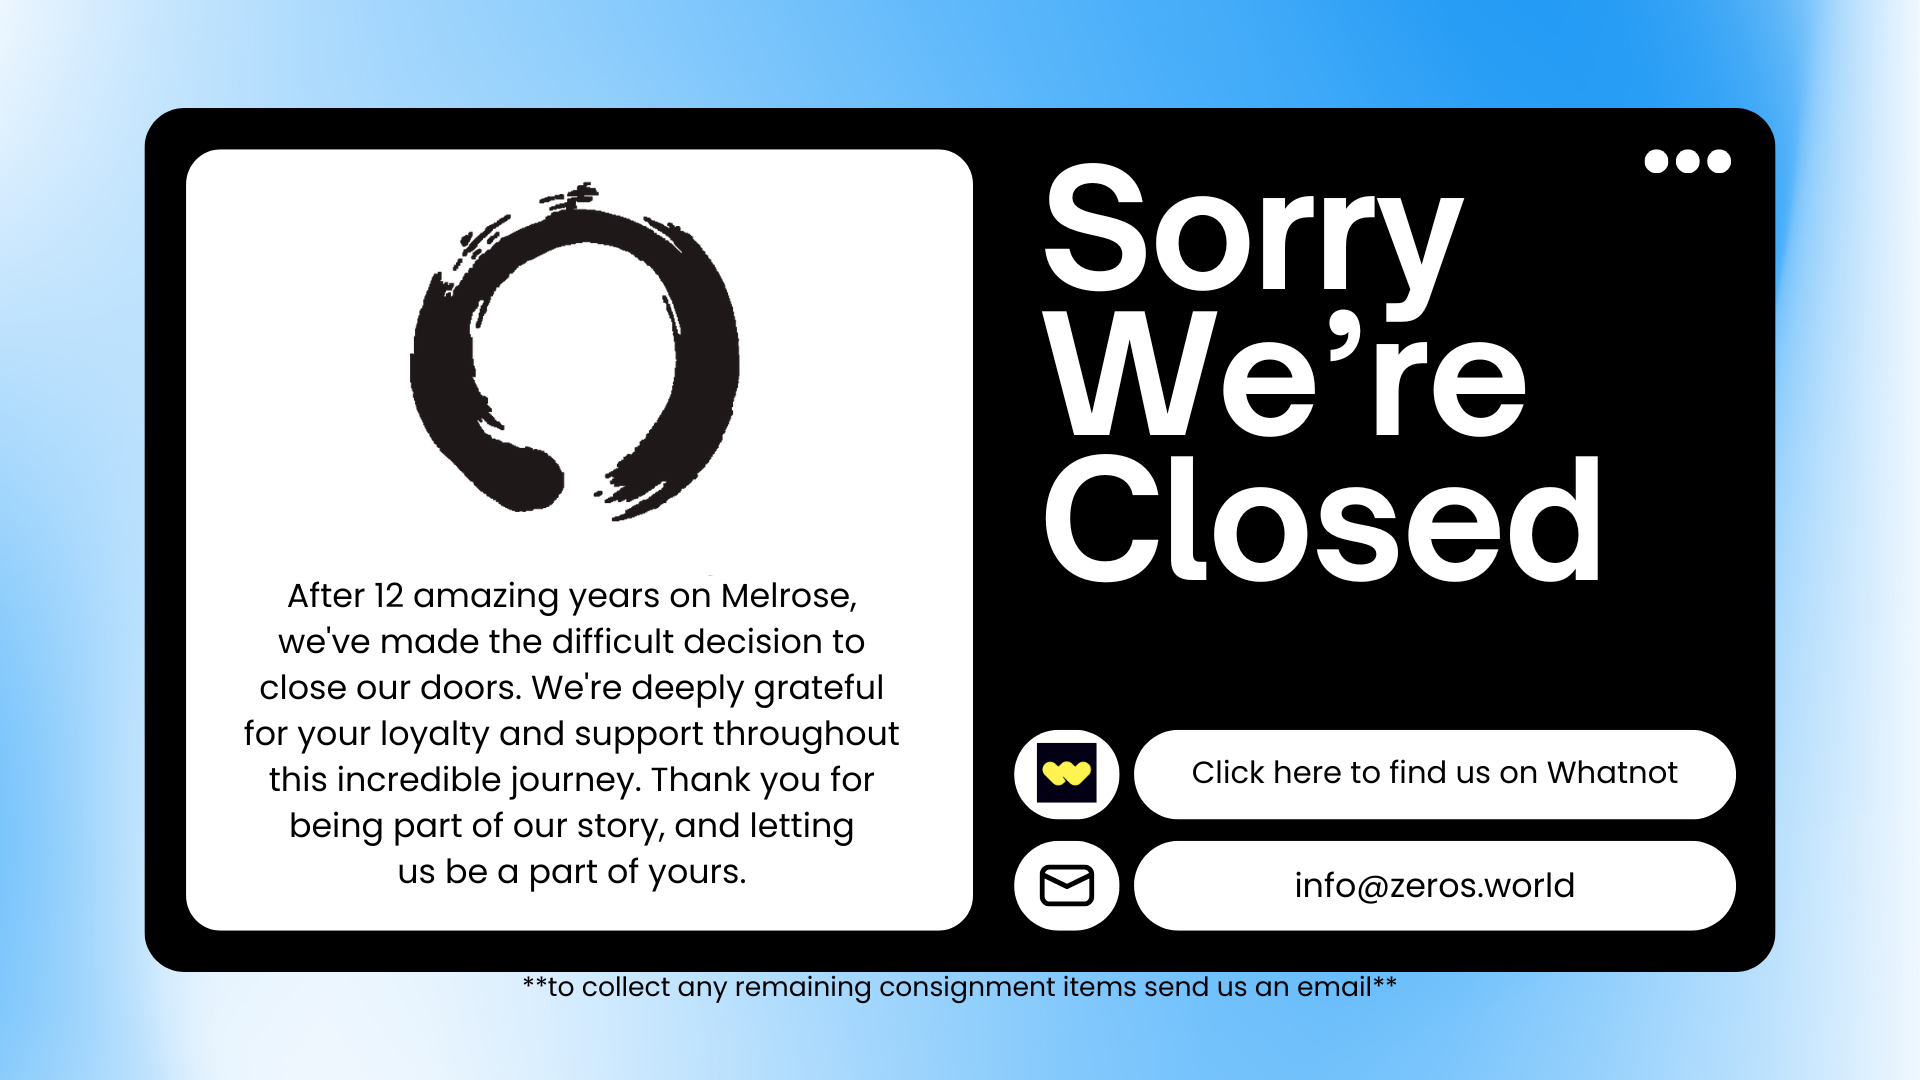 After 12 amazing years on Melrose,
we've made the difficult decision to
close our doors. We're deeply grateful
for your loyalty and support throughout
this incredible journey. Thank you for
being part of our story, and letting
us be a part of yours.
Sorry
We’re
Closed
Click here to find us on Whatnot
info@zeros.world
**to collect any remaining consignment items send us an email**